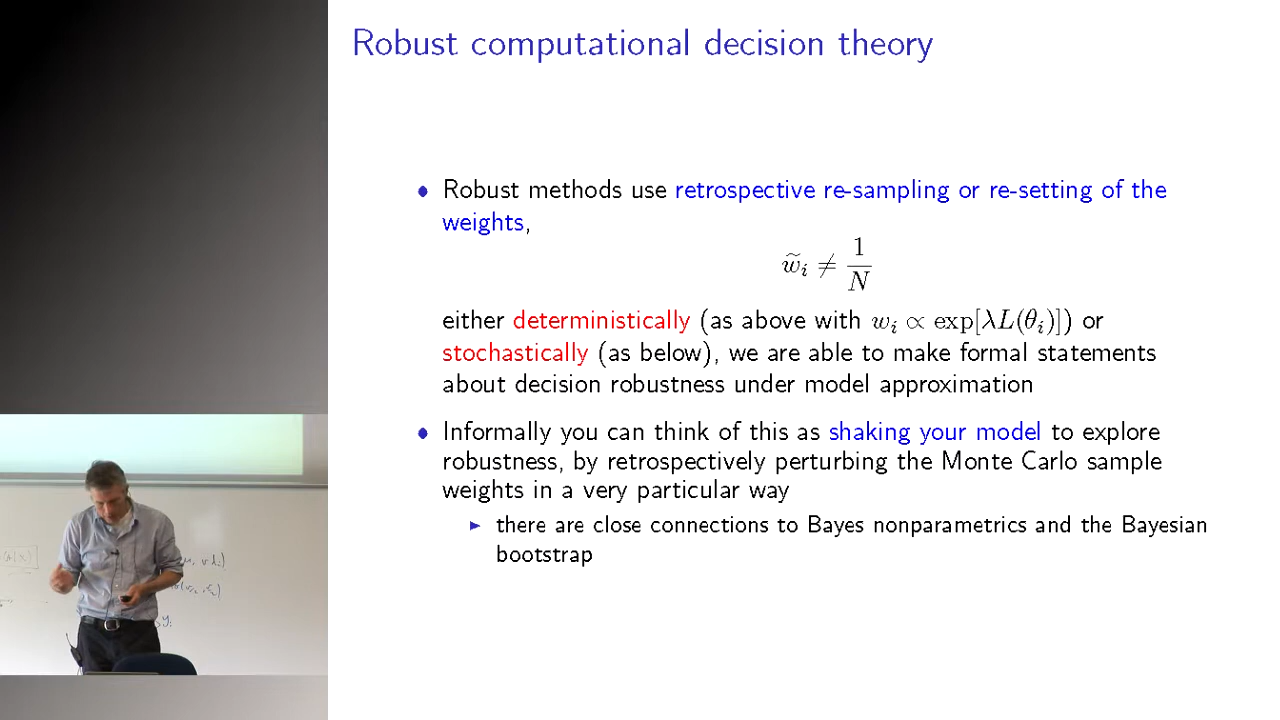 Robust computational decision theory
• Robust methods use retrospective re-sampling or re-setting of the
weights,
w̃ᵢ ≠ 1/N
either deterministically (as above with wᵢ ∝ exp[λL(θᵢ)]) or
stochastically (as below), we are able to make formal statements
about decision robustness under model approximation
• Informally you can think of this as shaking your model to explore
robustness, by retrospectively perturbing the Monte Carlo sample
weights in a very particular way
▶ there are close connections to Bayes nonparametrics and the Bayesian
bootstrap